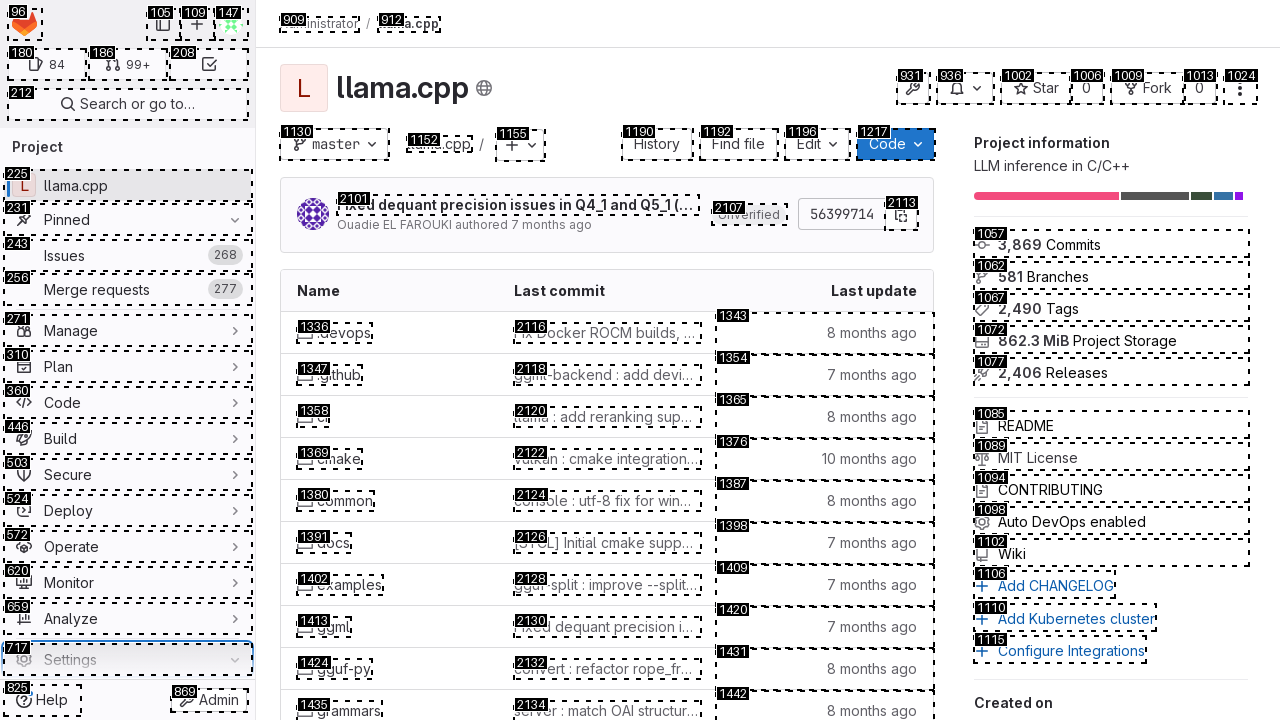 96
105
109
147
180
84
186
99+
208
212
Search or go to…
Project
225
L
llama.cpp
231
Pinned
243
Issues
268
256
Merge requests
277
271
Manage
310
Plan
360
Code
446
Build
503
Secure
524
Deploy
572
Operate
620
Monitor
659
Analyze
717
Settings
825
Help
869
Admin
909
/
912
L
llama.cpp
931
936
1002
Star
1006
0
1009
Fork
1013
0
1024
1130
master
1152
/
1155
1190
History
1192
Find file
1196
Edit
1217
Code
2101
Fixed dequant precision issues in Q4_1 and Q5_1 (…
Ouadie EL FAROUKI authored 7 months ago
2107
Unverified
56399714
2113
Name Last commit Last update
1336 .devops 2116 Fix Docker ROCM builds, … 1343 8 months ago
1347 .github 2118 ggml-backend : add devi… 1354 7 months ago
1358 ci 2120 llama : add reranking sup… 1365 8 months ago
1369 cmake 2122 vulkan : cmake integration… 1376 10 months ago
1380 common 2124 console : utf-8 fix for win… 1387 8 months ago
1391 docs 2126 [SYCL] Initial cmake supp… 1398 7 months ago
1402 examples 2128 gguf-split : improve --split… 1409 7 months ago
1413 ggml 2130 Fixed dequant precision i… 1420 7 months ago
1424 gguf-py 2132 convert : refactor rope_fr… 1431 8 months ago
1435 grammars 2134 server : match OAI structur… 1442 8 months ago
Project information
LLM inference in C/C++
1057
3,869 Commits
1062
581 Branches
1067
2,490 Tags
1072
862.3 MiB Project Storage
1077
2,406 Releases
1085
README
1089
MIT License
1094
CONTRIBUTING
1098
Auto DevOps enabled
1102
Wiki
1106
Add CHANGELOG
1110
Add Kubernetes cluster
1115
Configure Integrations
Created on